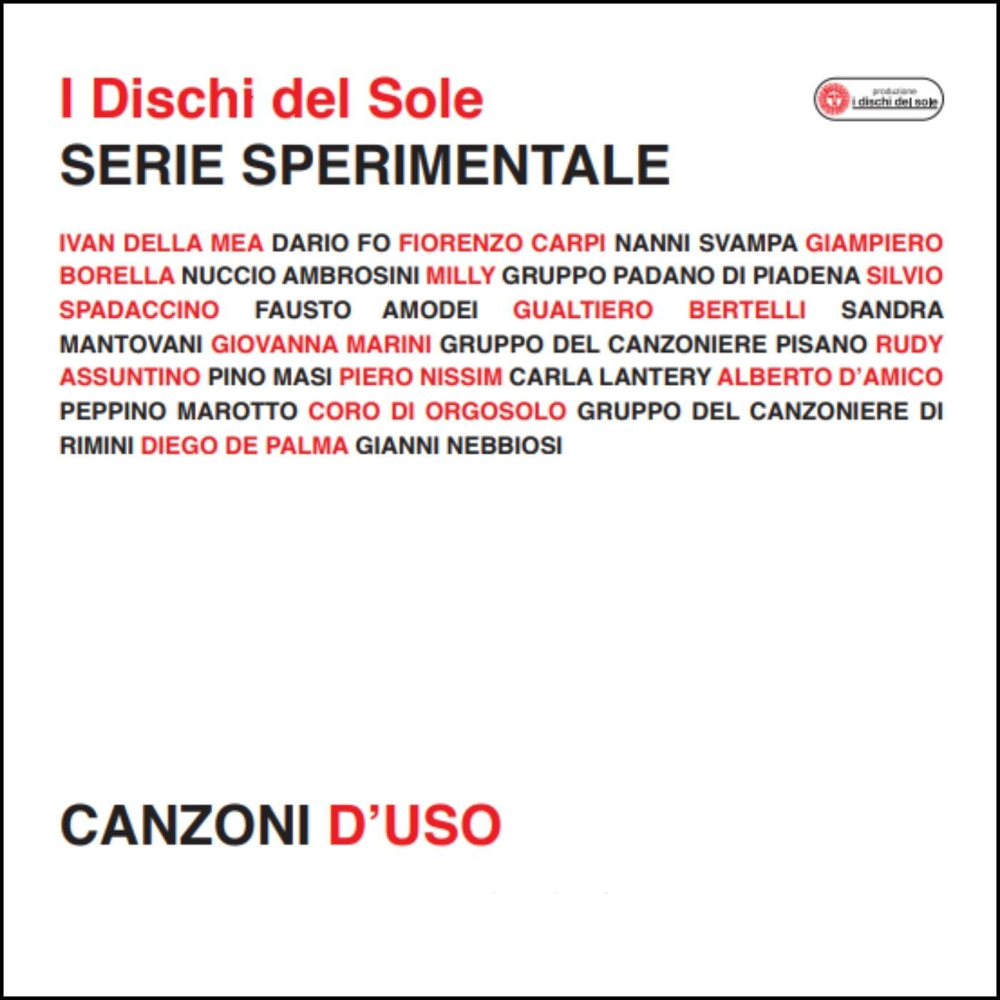 I Dischi del Sole
produzione
i dischi del sole
SERIE SPERIMENTALE
IVAN DELLA MEA DARIO FO FIORENZO CARPI NANNI SVAMPA GIAMPIERO
BORELLA NUCCIO AMBROSINI MILLY GRUPPO PADANO DI PIADENA SILVIO
SPADACCINO FAUSTO AMODEI GUALTIERO BERTELLI SANDRA
MANTOVANI GIOVANNA MARINI GRUPPO DEL CANZONIERE PISANO RUDY
ASSUNTINO PINO MASI PIERO NISSIM CARLA LANTERY ALBERTO D’AMICO
PEPPINO MAROTTO CORO DI ORGOSOLO GRUPPO DEL CANZONIERE DI
RIMINI DIEGO DE PALMA GIANNI NEBBIOSI
CANZONI D’USO